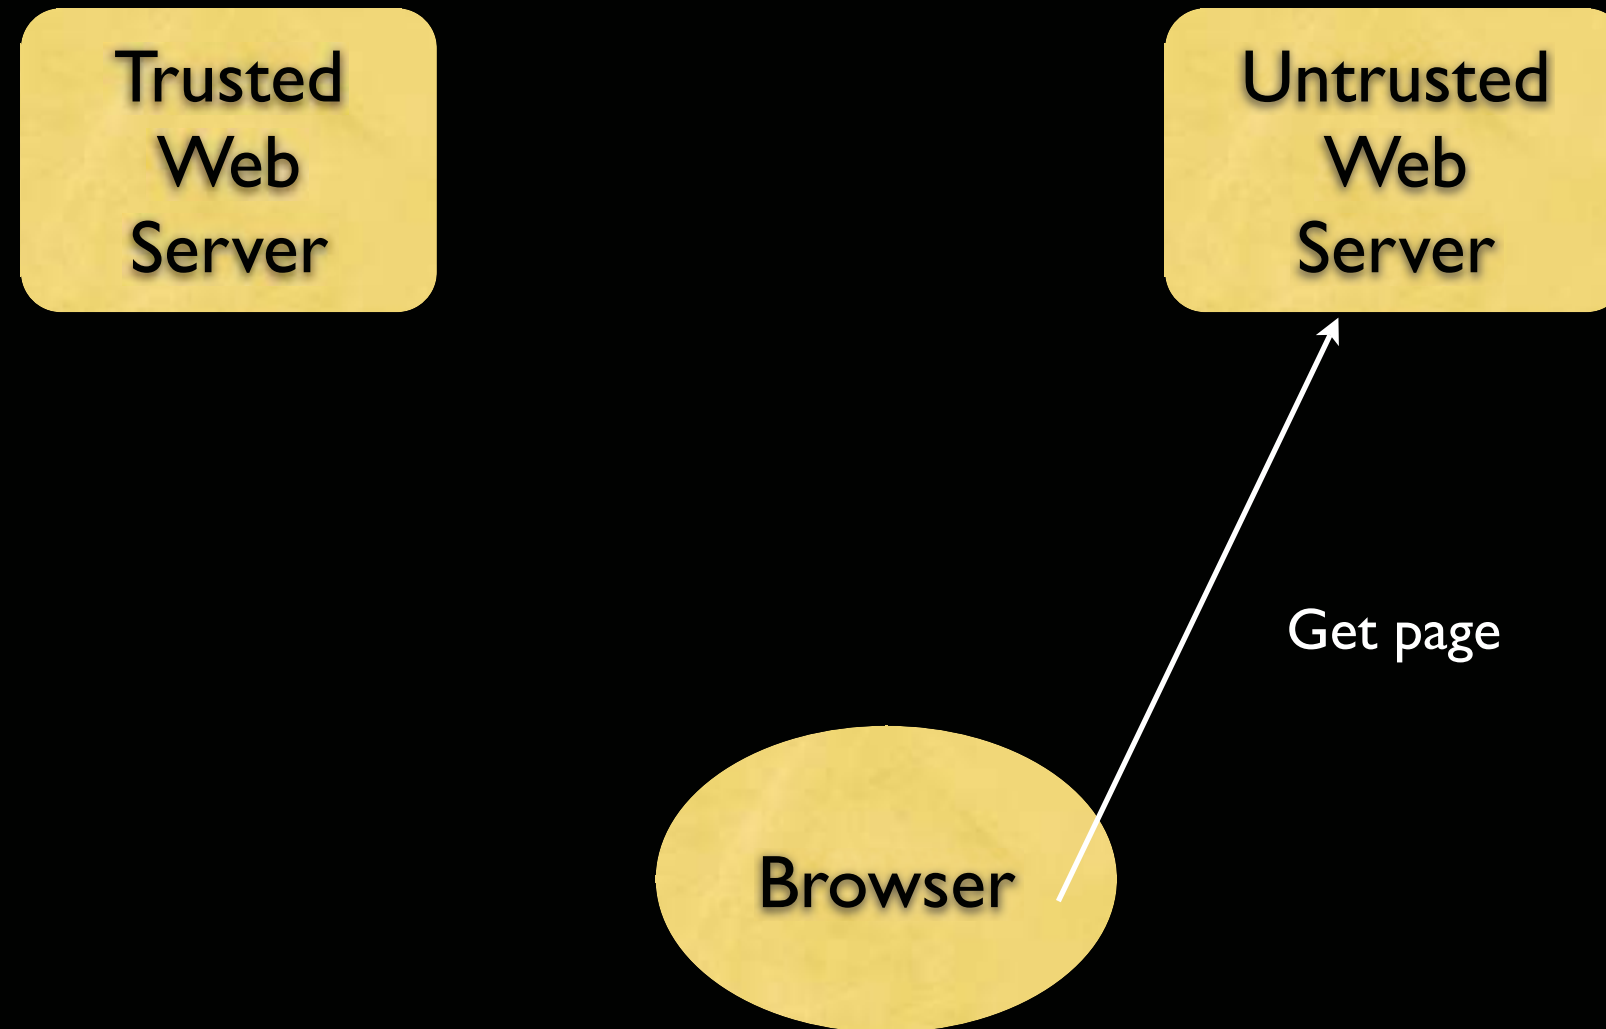 Trusted
Web
Server
Untrusted
Web
Server
Get page
Browser